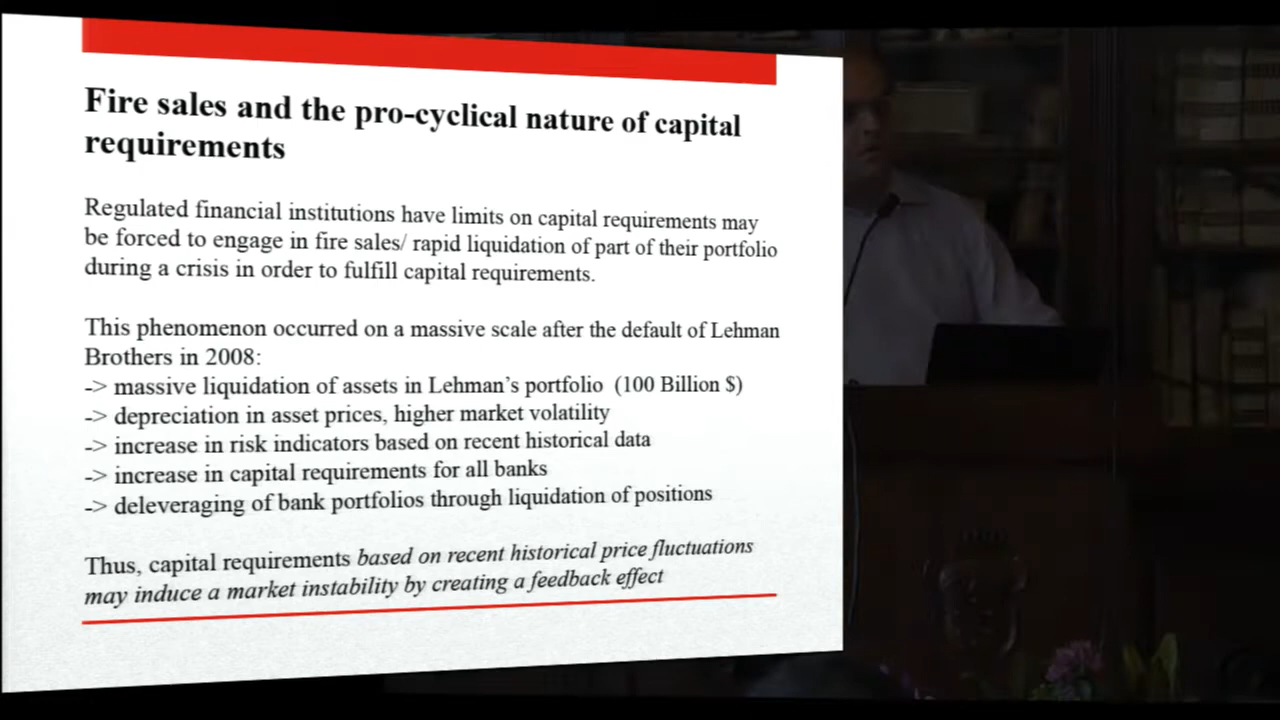 Fire sales and the pro-cyclical nature of capital
requirements
Regulated financial institutions have limits on capital requirements may
be forced to engage in fire sales/ rapid liquidation of part of their portfolio
during a crisis in order to fulfill capital requirements.
This phenomenon occurred on a massive scale after the default of Lehman
Brothers in 2008:
-> massive liquidation of assets in Lehman’s portfolio (100 Billion $)
-> depreciation in asset prices, higher market volatility
-> increase in risk indicators based on recent historical data
-> increase in capital requirements for all banks
-> deleveraging of bank portfolios through liquidation of positions
Thus, capital requirements based on recent historical price fluctuations
may induce a market instability by creating a feedback effect